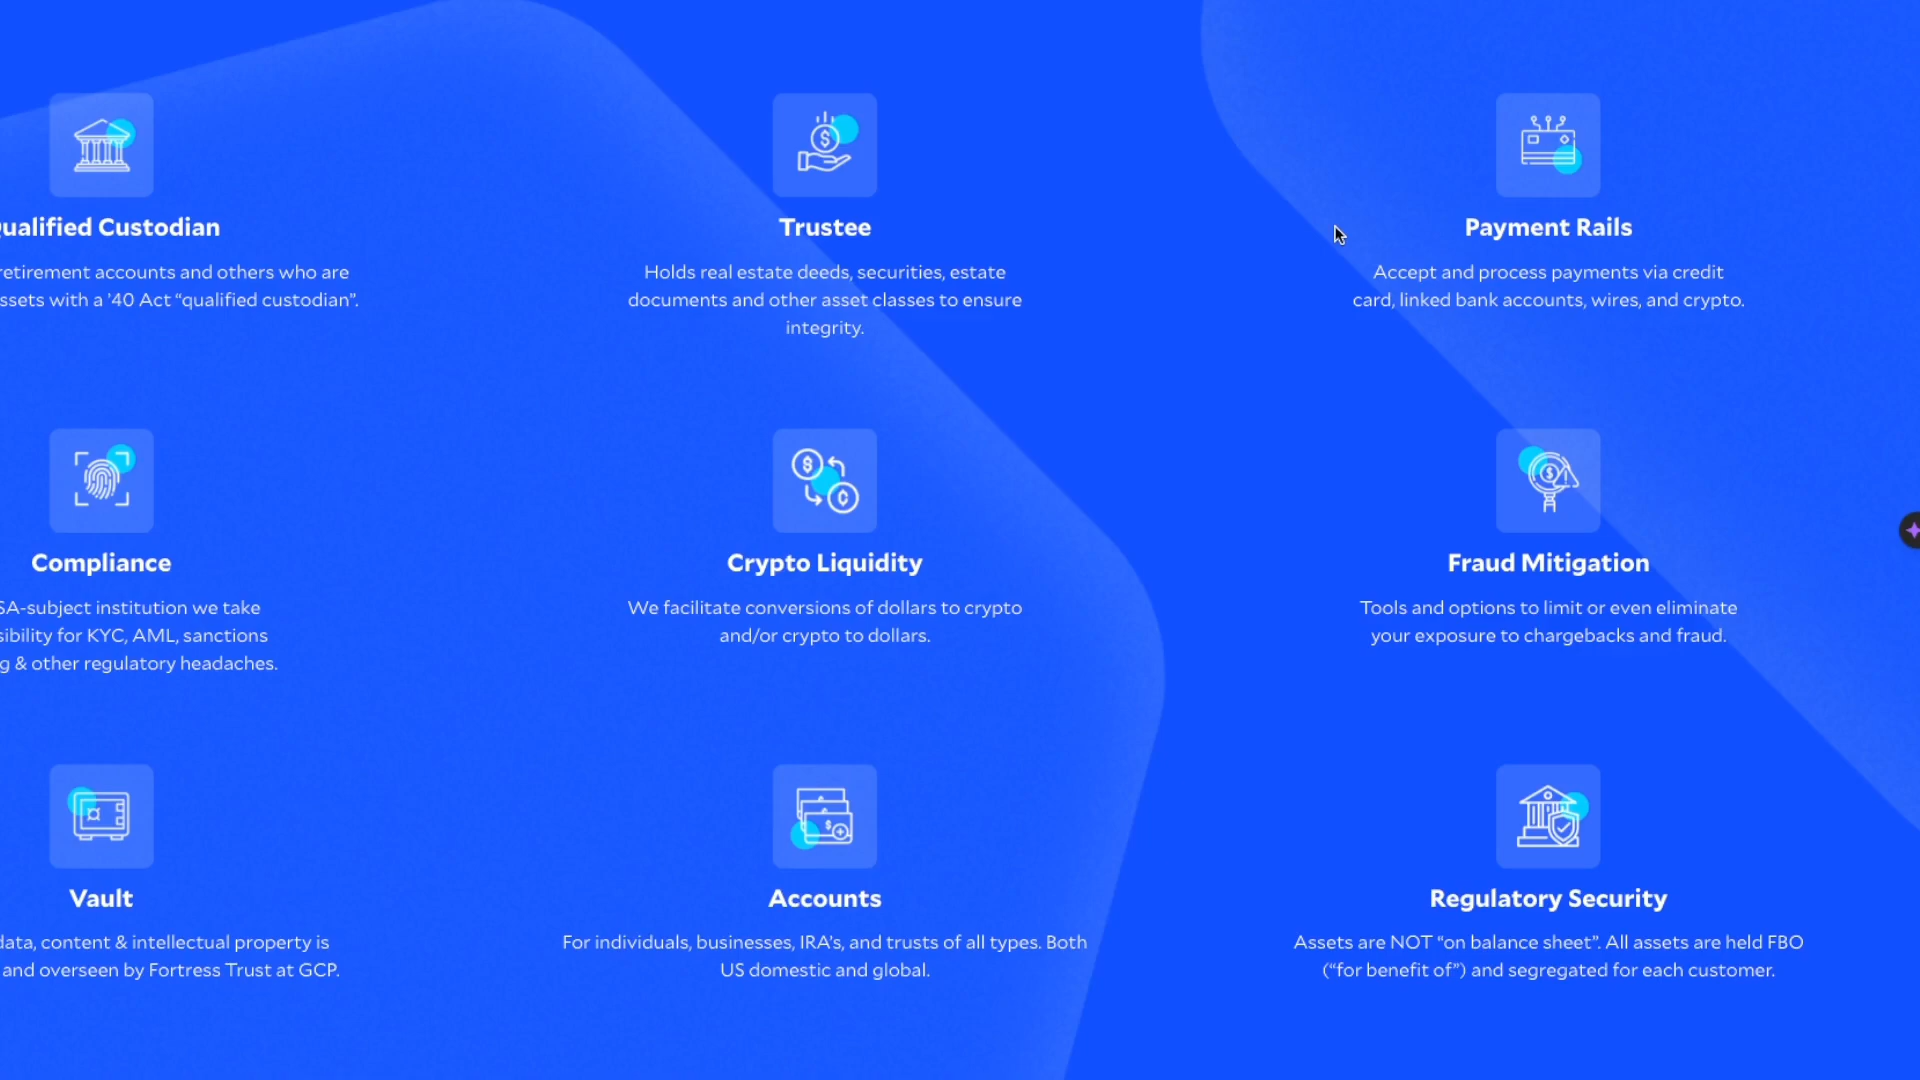 ualified Custodian
retirement accounts and others who are
ssets with a ’40 Act “qualified custodian”.
Trustee
Holds real estate deeds, securities, estate
documents and other asset classes to ensure
integrity.
Payment Rails
Accept and process payments via credit
card, linked bank accounts, wires, and crypto.
Compliance
SA-subject institution we take
sibility for KYC, AML, sanctions
g & other regulatory headaches.
Crypto Liquidity
We facilitate conversions of dollars to crypto
and/or crypto to dollars.
Fraud Mitigation
Tools and options to limit or even eliminate
your exposure to chargebacks and fraud.
Vault
data, content & intellectual property is
and overseen by Fortress Trust at GCP.
Accounts
For individuals, businesses, IRA’s, and trusts of all types. Both
US domestic and global.
Regulatory Security
Assets are NOT “on balance sheet”. All assets are held FBO
(“for benefit of”) and segregated for each customer.